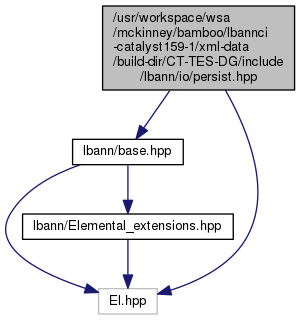 /usr/workspace/wsa
/mckinney/bamboo/lbannci
-catalyst159-1/xml-data
/build-dir/CT-TES-DG/include
/lbann/io/persist.hpp
lbann/base.hpp
lbann/Elemental_extensions.hpp
El.hpp